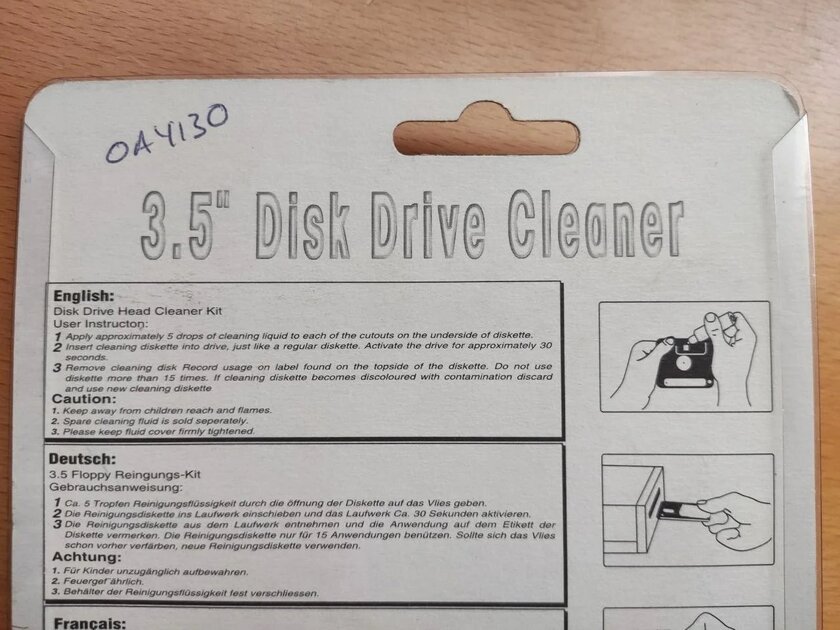 OA4130
3.5" Disk Drive Cleaner
English:
Disk Drive Head Cleaner Kit
User Instructon:
1 Apply approximately 5 drops of cleaning liquid to each of the cutouts on the underside of diskette.
2 Insert cleaning diskette into drive, just like a regular diskette. Activate the drive for approximately 30
seconds.
3 Remove cleaning disk Record usage on label found on the topside of the diskette. Do not use
diskette more than 15 times. If cleaning diskette becomes discoloured with contamination discard
and use new cleaning diskette
Caution:
1. Keep away from children reach and flames.
2. Spare cleaning fluid is sold seperately.
3. Please keep fluid cover firmly tightened.
Deutsch:
3.5 Floppy Reingungs-Kit
Gebrauchsanweisung:
1 Ca. 5 Tropfen Reinigungsflüssigkeit durch die öffnung der Diskette auf das Vlies geben.
2 Die Reinigungsdiskette ins Laufwerk einschieben und das Laufwerk Ca. 30 Sekunden aktivieren.
3 Die Reinigungsdiskette aus dem Laufwerk entnehmen und die Anwendung auf dem Etikett der
Diskette vermerken. Die Reinigungsdiskette nur für 15 Anwendungen benützen. Sollte sich das Vlies
schon vorher verfärben, neue Reinigungsdiskette verwenden.
Achtung:
1. Für Kinder unzugänglich aufbewahren.
2. Feuergef ährlich.
3. Behälter der Reinigungsflüssigkeit fest verschliessen.
Français: